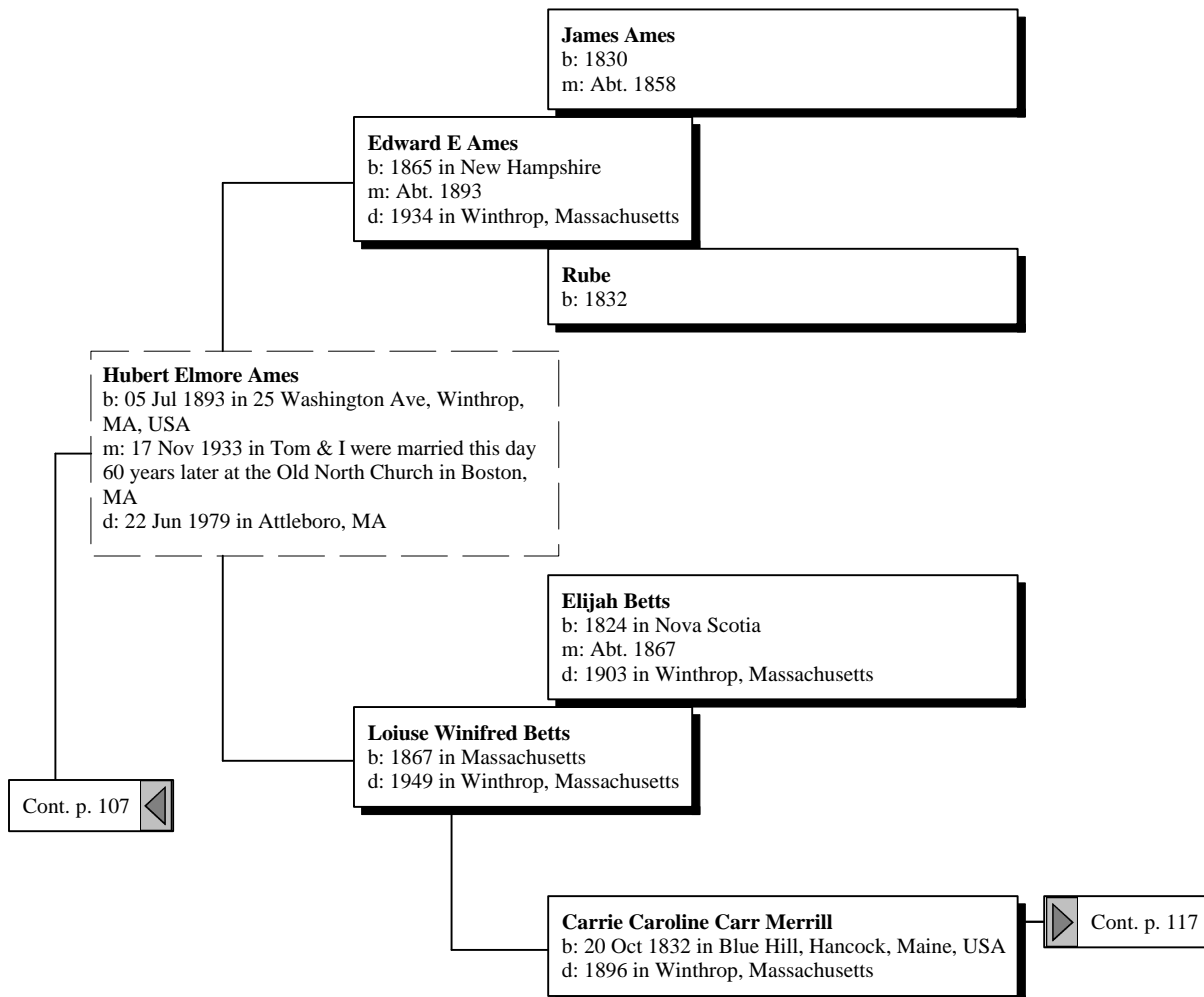 James Ames
b: 1830
m: Abt. 1858
Edward E Ames
b: 1865 in New Hampshire
m: Abt. 1893
d: 1934 in Winthrop, Massachusetts
Rube
b: 1832
Hubert Elmore Ames
b: 05 Jul 1893 in 25 Washington Ave, Winthrop,
MA, USA
m: 17 Nov 1933 in Tom & I were married this day
60 years later at the Old North Church in Boston,
MA
d: 22 Jun 1979 in Attleboro, MA
Elijah Betts
b: 1824 in Nova Scotia
m: Abt. 1867
d: 1903 in Winthrop, Massachusetts
Loiuse Winifred Betts
b: 1867 in Massachusetts
d: 1949 in Winthrop, Massachusetts
Cont. p. 107
Carrie Caroline Carr Merrill
b: 20 Oct 1832 in Blue Hill, Hancock, Maine, USA
d: 1896 in Winthrop, Massachusetts
Cont. p. 117